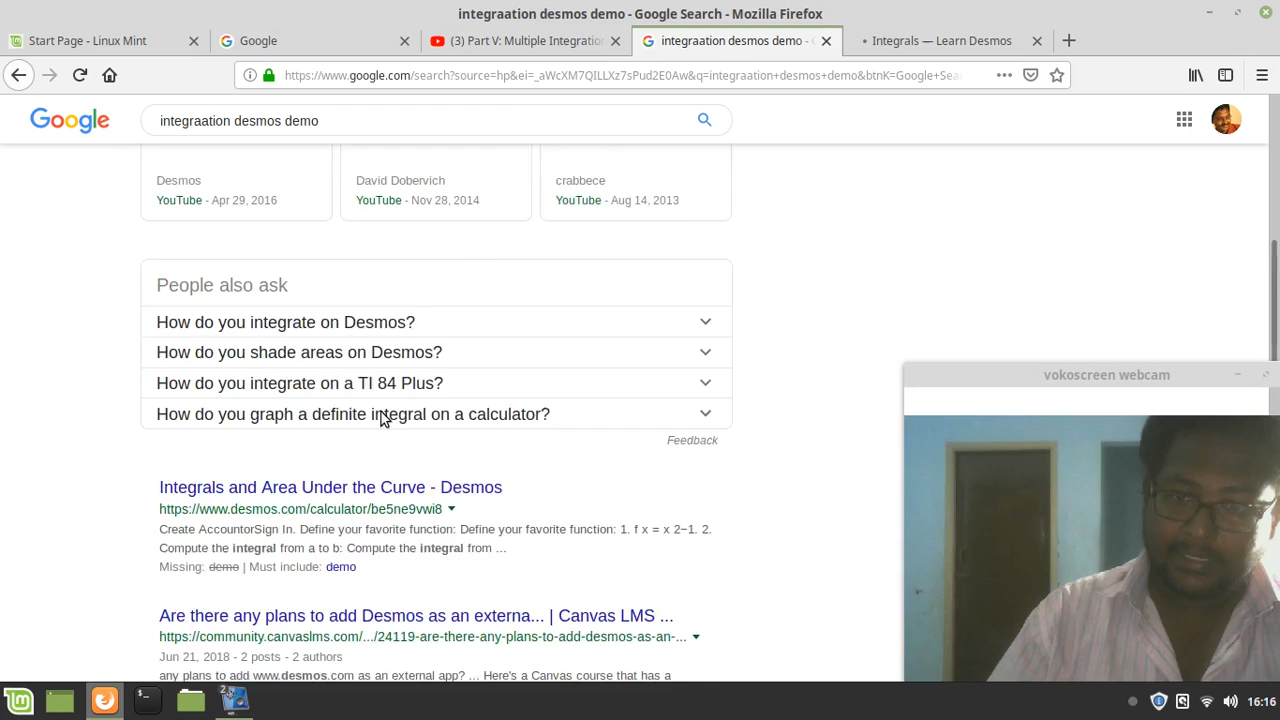 integraation desmos demo - Google Search - Mozilla Firefox
Start Page - Linux Mint
Google
(3) Part V: Multiple Integration
integraation desmos demo - G
Integrals — Learn Desmos
https://www.google.com/search?source=hp&ei=_aWcXM7QILLXz7sPud2E0Aw&q=integraation+desmos+demo&btnK=Google+Sea
Google
integraation desmos demo
Desmos
YouTube - Apr 29, 2016
David Dobervich
YouTube - Nov 28, 2014
crabbece
YouTube - Aug 14, 2013
People also ask
How do you integrate on Desmos?
How do you shade areas on Desmos?
How do you integrate on a TI 84 Plus?
How do you graph a definite integral on a calculator?
Feedback
Integrals and Area Under the Curve - Desmos
https://www.desmos.com/calculator/be5ne9vwi8
Create AccountorSign In. Define your favorite function: Define your favorite function: 1. f x = x 2−1. 2.
Compute the integral from a to b: Compute the integral from ...
Missing: demo | Must include: demo
Are there any plans to add Desmos as an externa... | Canvas LMS ...
https://community.canvaslms.com/.../24119-are-there-any-plans-to-add-desmos-as-an-...
Jun 21, 2018 - 2 posts - 2 authors
any plans to add www.desmos.com as an external app? ... Here's a Canvas course that has a
vokoscreen webcam
16:16